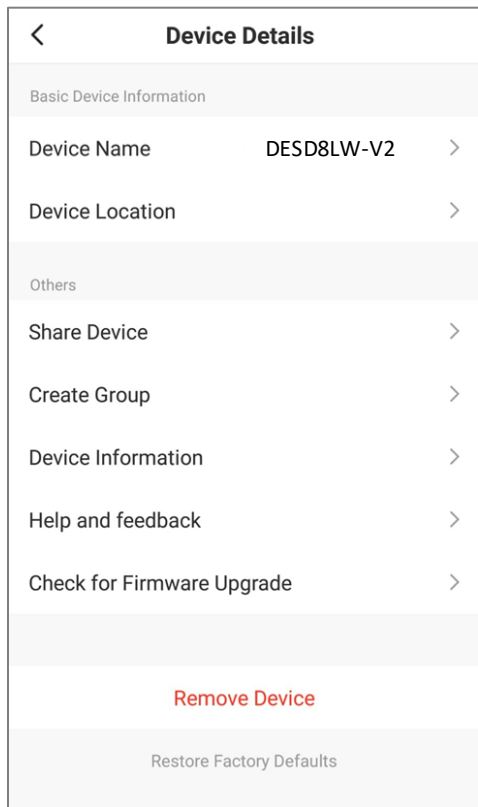 Device Details
Basic Device Information
Device Name DESD8LW-V2
Device Location
Others
Share Device
Create Group
Device Information
Help and feedback
Check for Firmware Upgrade
Remove Device
Restore Factory Defaults